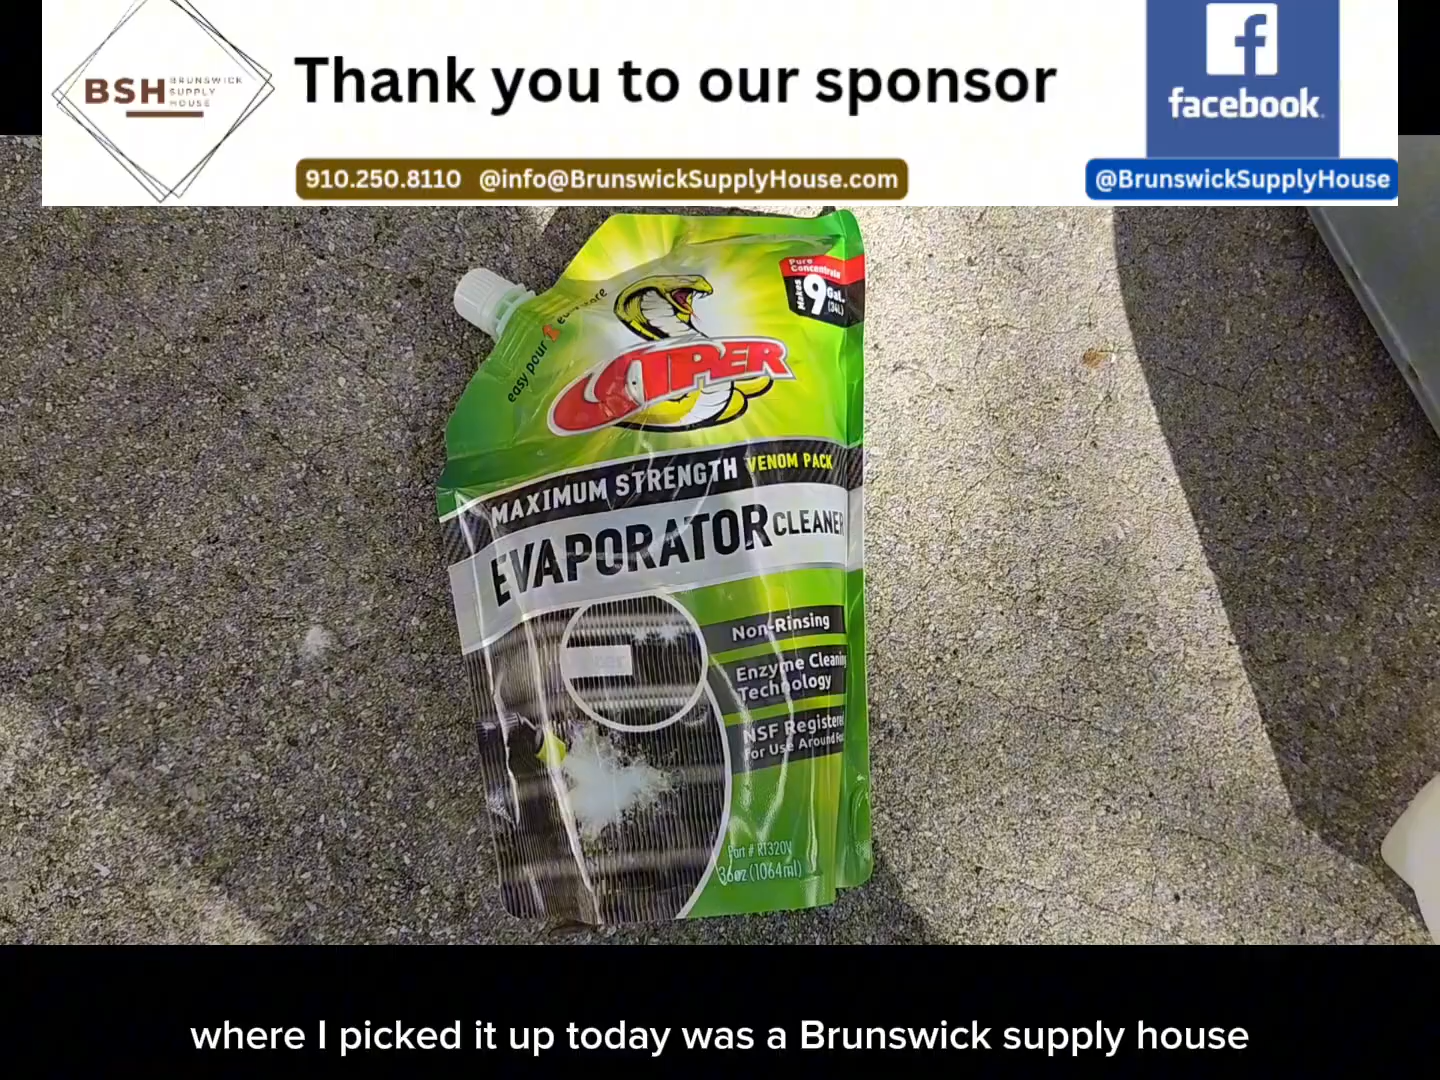 BSH
BRUNSWICK
SUPPLY
HOUSE
Thank you to our sponsor
facebook
910.250.8110 @info@BrunswickSupplyHouse.com
@BrunswickSupplyHouse
Pure
Concentrate
Makes
9
Gal.
(34L)
easy pour
VIPER
MAXIMUM STRENGTH VENOM PACK
EVAPORATOR CLEANER
Non-Rinsing
Enzyme Cleaning
Technology
NSF Registered
For Use Around
Part # RT320V
36oz (1064ml)
where I picked it up today was a Brunswick supply house